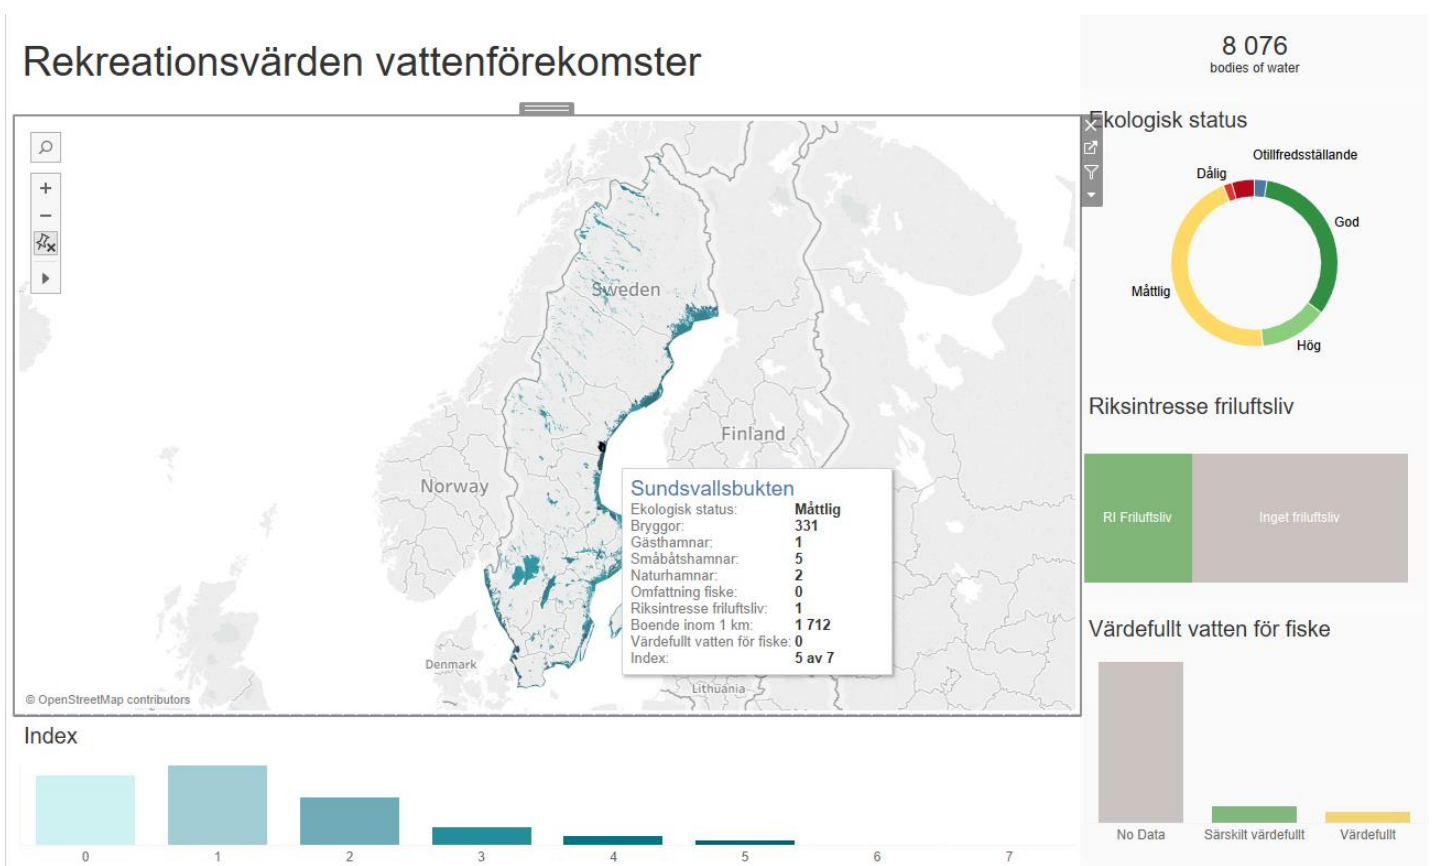 Rekreationsvärden vattenförekomster
8 076
bodies of water
Ekologisk status
Otillfredsställande
Dålig
God
Måttlig
Hög
Sweden
Finland
Norway
Denmark
Lithuania
Sundsvallsbukten
Ekologisk status: Måttlig
Bryggor: 331
Gästhamnar: 1
Småbåtshamnar: 5
Naturhamnar: 2
Omfattning fiske: 0
Riksintresse friluftsliv: 1
Boende inom 1 km: 1 712
Värdefullt vatten för fiske: 0
Index: 5 av 7
© OpenStreetMap contributors
Riksintresse friluftsliv
RI Friluftsliv
Inget friluftsliv
Värdefullt vatten för fiske
No Data
Särskilt värdefullt
Värdefullt
Index
0 1 2 3 4 5 6 7